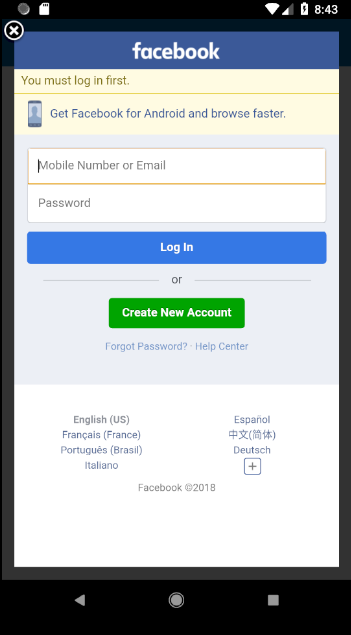 8:43
facebook
You must log in first.
Get Facebook for Android and browse faster.
Mobile Number or Email
Password
Log In
or
Create New Account
Forgot Password? · Help Center
English (US)
Español
Français (France)
中文(简体)
Português (Brasil)
Deutsch
Italiano
Facebook ©2018